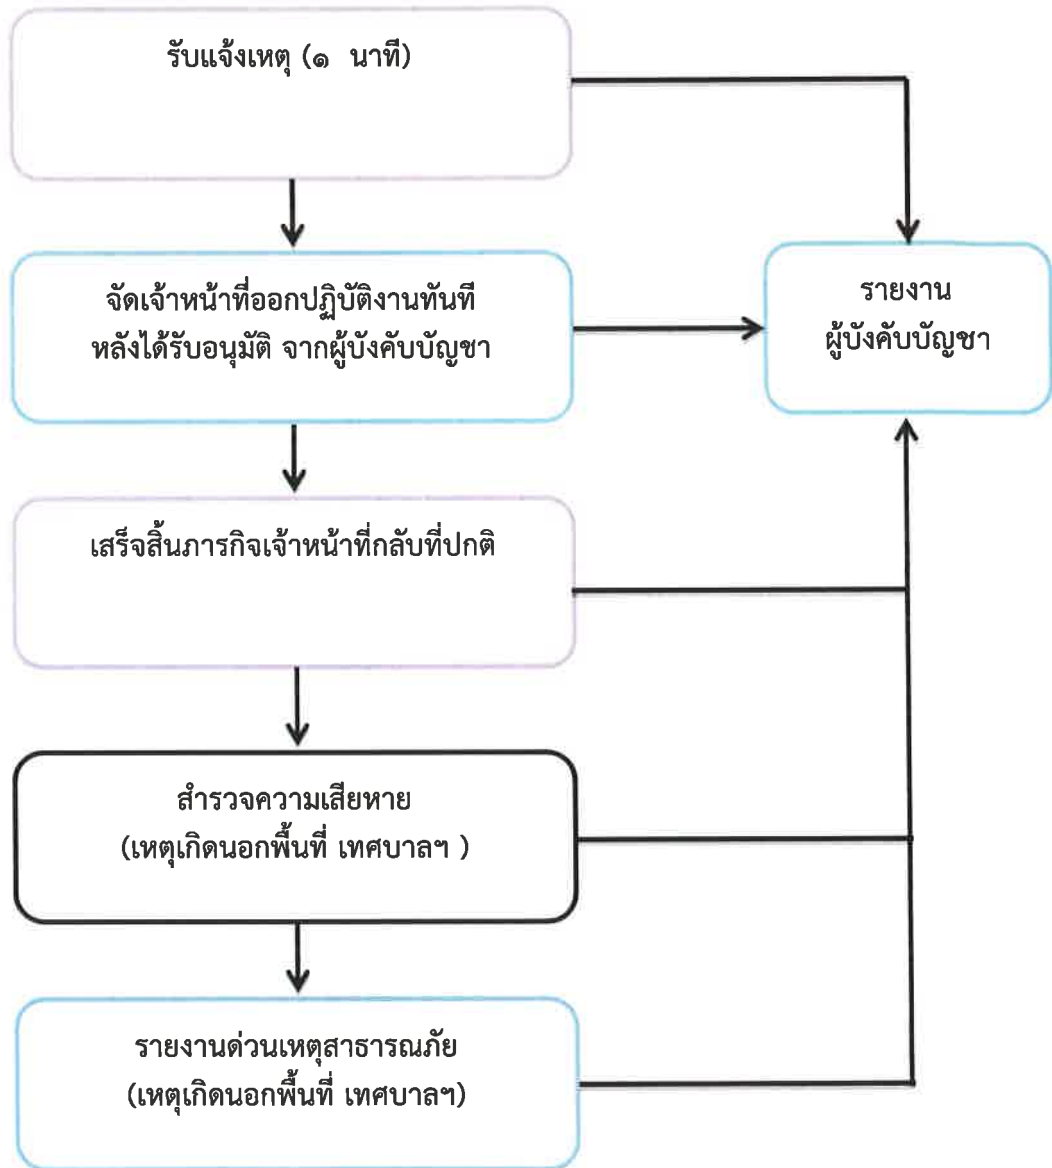 รับแจ้งเหตุ (๑ นาที)
จัดเจ้าหน้าที่ออกปฏิบัติงานทันที
หลังได้รับอนุมัติ จากผู้บังคับบัญชา
รายงาน
ผู้บังคับบัญชา
เสร็จสิ้นภารกิจเจ้าหน้าที่กลับที่ปกติ
สำรวจความเสียหาย
(เหตุเกิดนอกพื้นที่ เทศบาลฯ )
รายงานด่วนเหตุสาธารณภัย
(เหตุเกิดนอกพื้นที่ เทศบาลฯ)